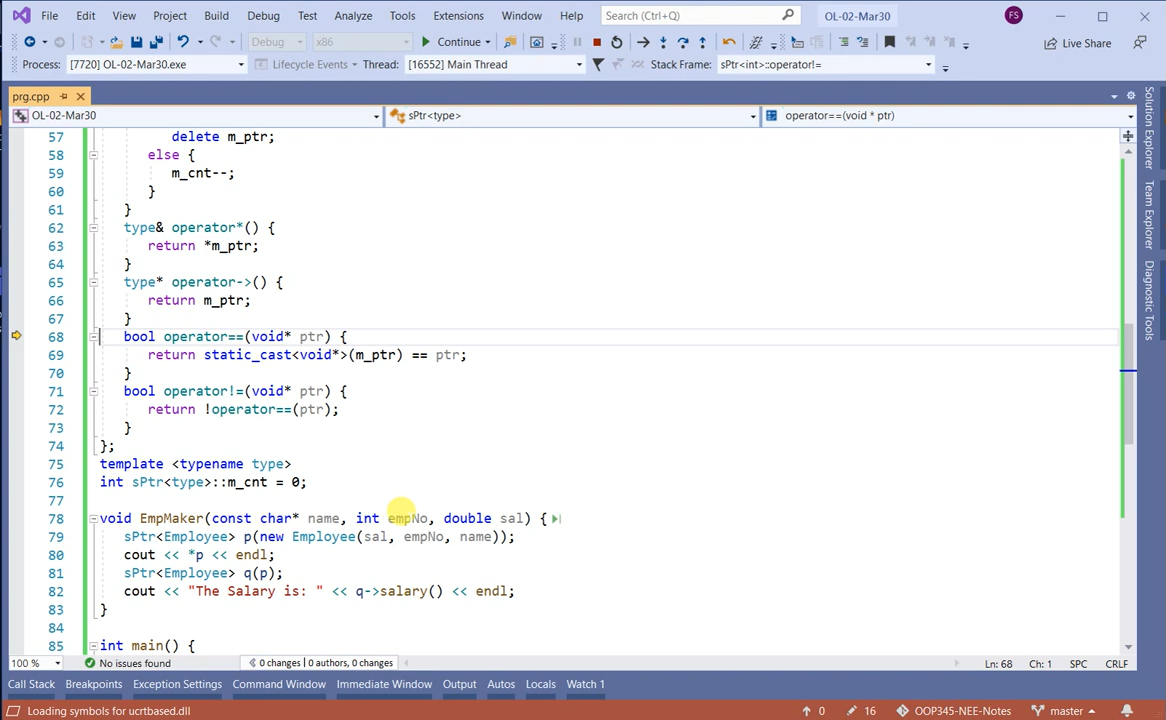 File Edit View Project Build Debug Test Analyze Tools Extensions Window Help Search (Ctrl+Q) OL-02-Mar30 FS
Debug x86 Continue Live Share
Process: [7720] OL-02-Mar30.exe Lifecycle Events Thread: [16552] Main Thread Stack Frame: sPtr<int>::operator!=
prg.cpp
OL-02-Mar30 sPtr<type> operator==(void * ptr)
57 delete m_ptr;
58 else {
59 m_cnt--;
60 }
61 }
62 type& operator*() {
63 return *m_ptr;
64 }
65 type* operator->() {
66 return m_ptr;
67 }
68 bool operator==(void* ptr) {
69 return static_cast<void*>(m_ptr) == ptr;
70 }
71 bool operator!=(void* ptr) {
72 return !operator==(ptr);
73 }
74 };
75 template <typename type>
76 int sPtr<type>::m_cnt = 0;
77
78 void EmpMaker(const char* name, int empNo, double sal) {
79 sPtr<Employee> p(new Employee(sal, empNo, name));
80 cout << *p << endl;
81 sPtr<Employee> q(p);
82 cout << "The Salary is: " << q->salary() << endl;
83 }
84
85 int main() {
Solution Explorer
Team Explorer
Diagnostic Tools
100 % No issues found 0 changes | 0 authors, 0 changes Ln: 68 Ch: 1 SPC CRLF
Call Stack Breakpoints Exception Settings Command Window Immediate Window Output Autos Locals Watch 1
Loading symbols for ucrtbased.dll 0 16 OOP345-NEE-Notes master